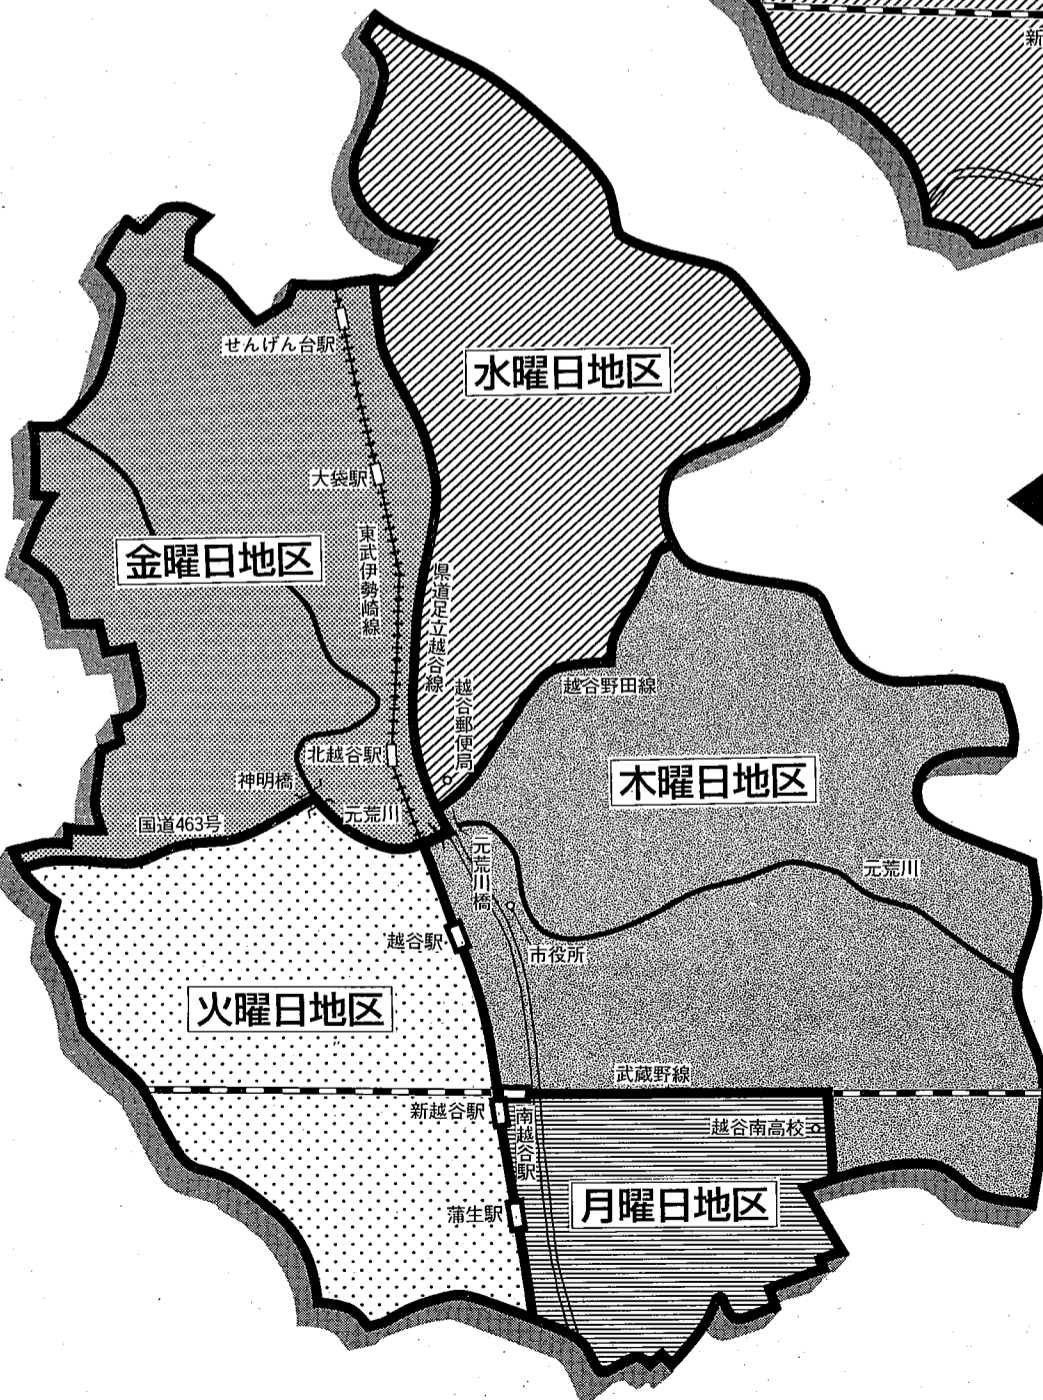 新
せんげん台駅
水曜日地区
大袋駅
東武伊勢崎線
金曜日地区
県道足立越谷線
越谷郵便局
越谷野田線
北越谷駅
神明橋
木曜日地区
元荒川
国道463号
元荒川橋
元荒川
越谷駅
市役所
火曜日地区
武蔵野線
新越谷駅
南越谷駅
越谷南高校
月曜日地区
蒲生駅